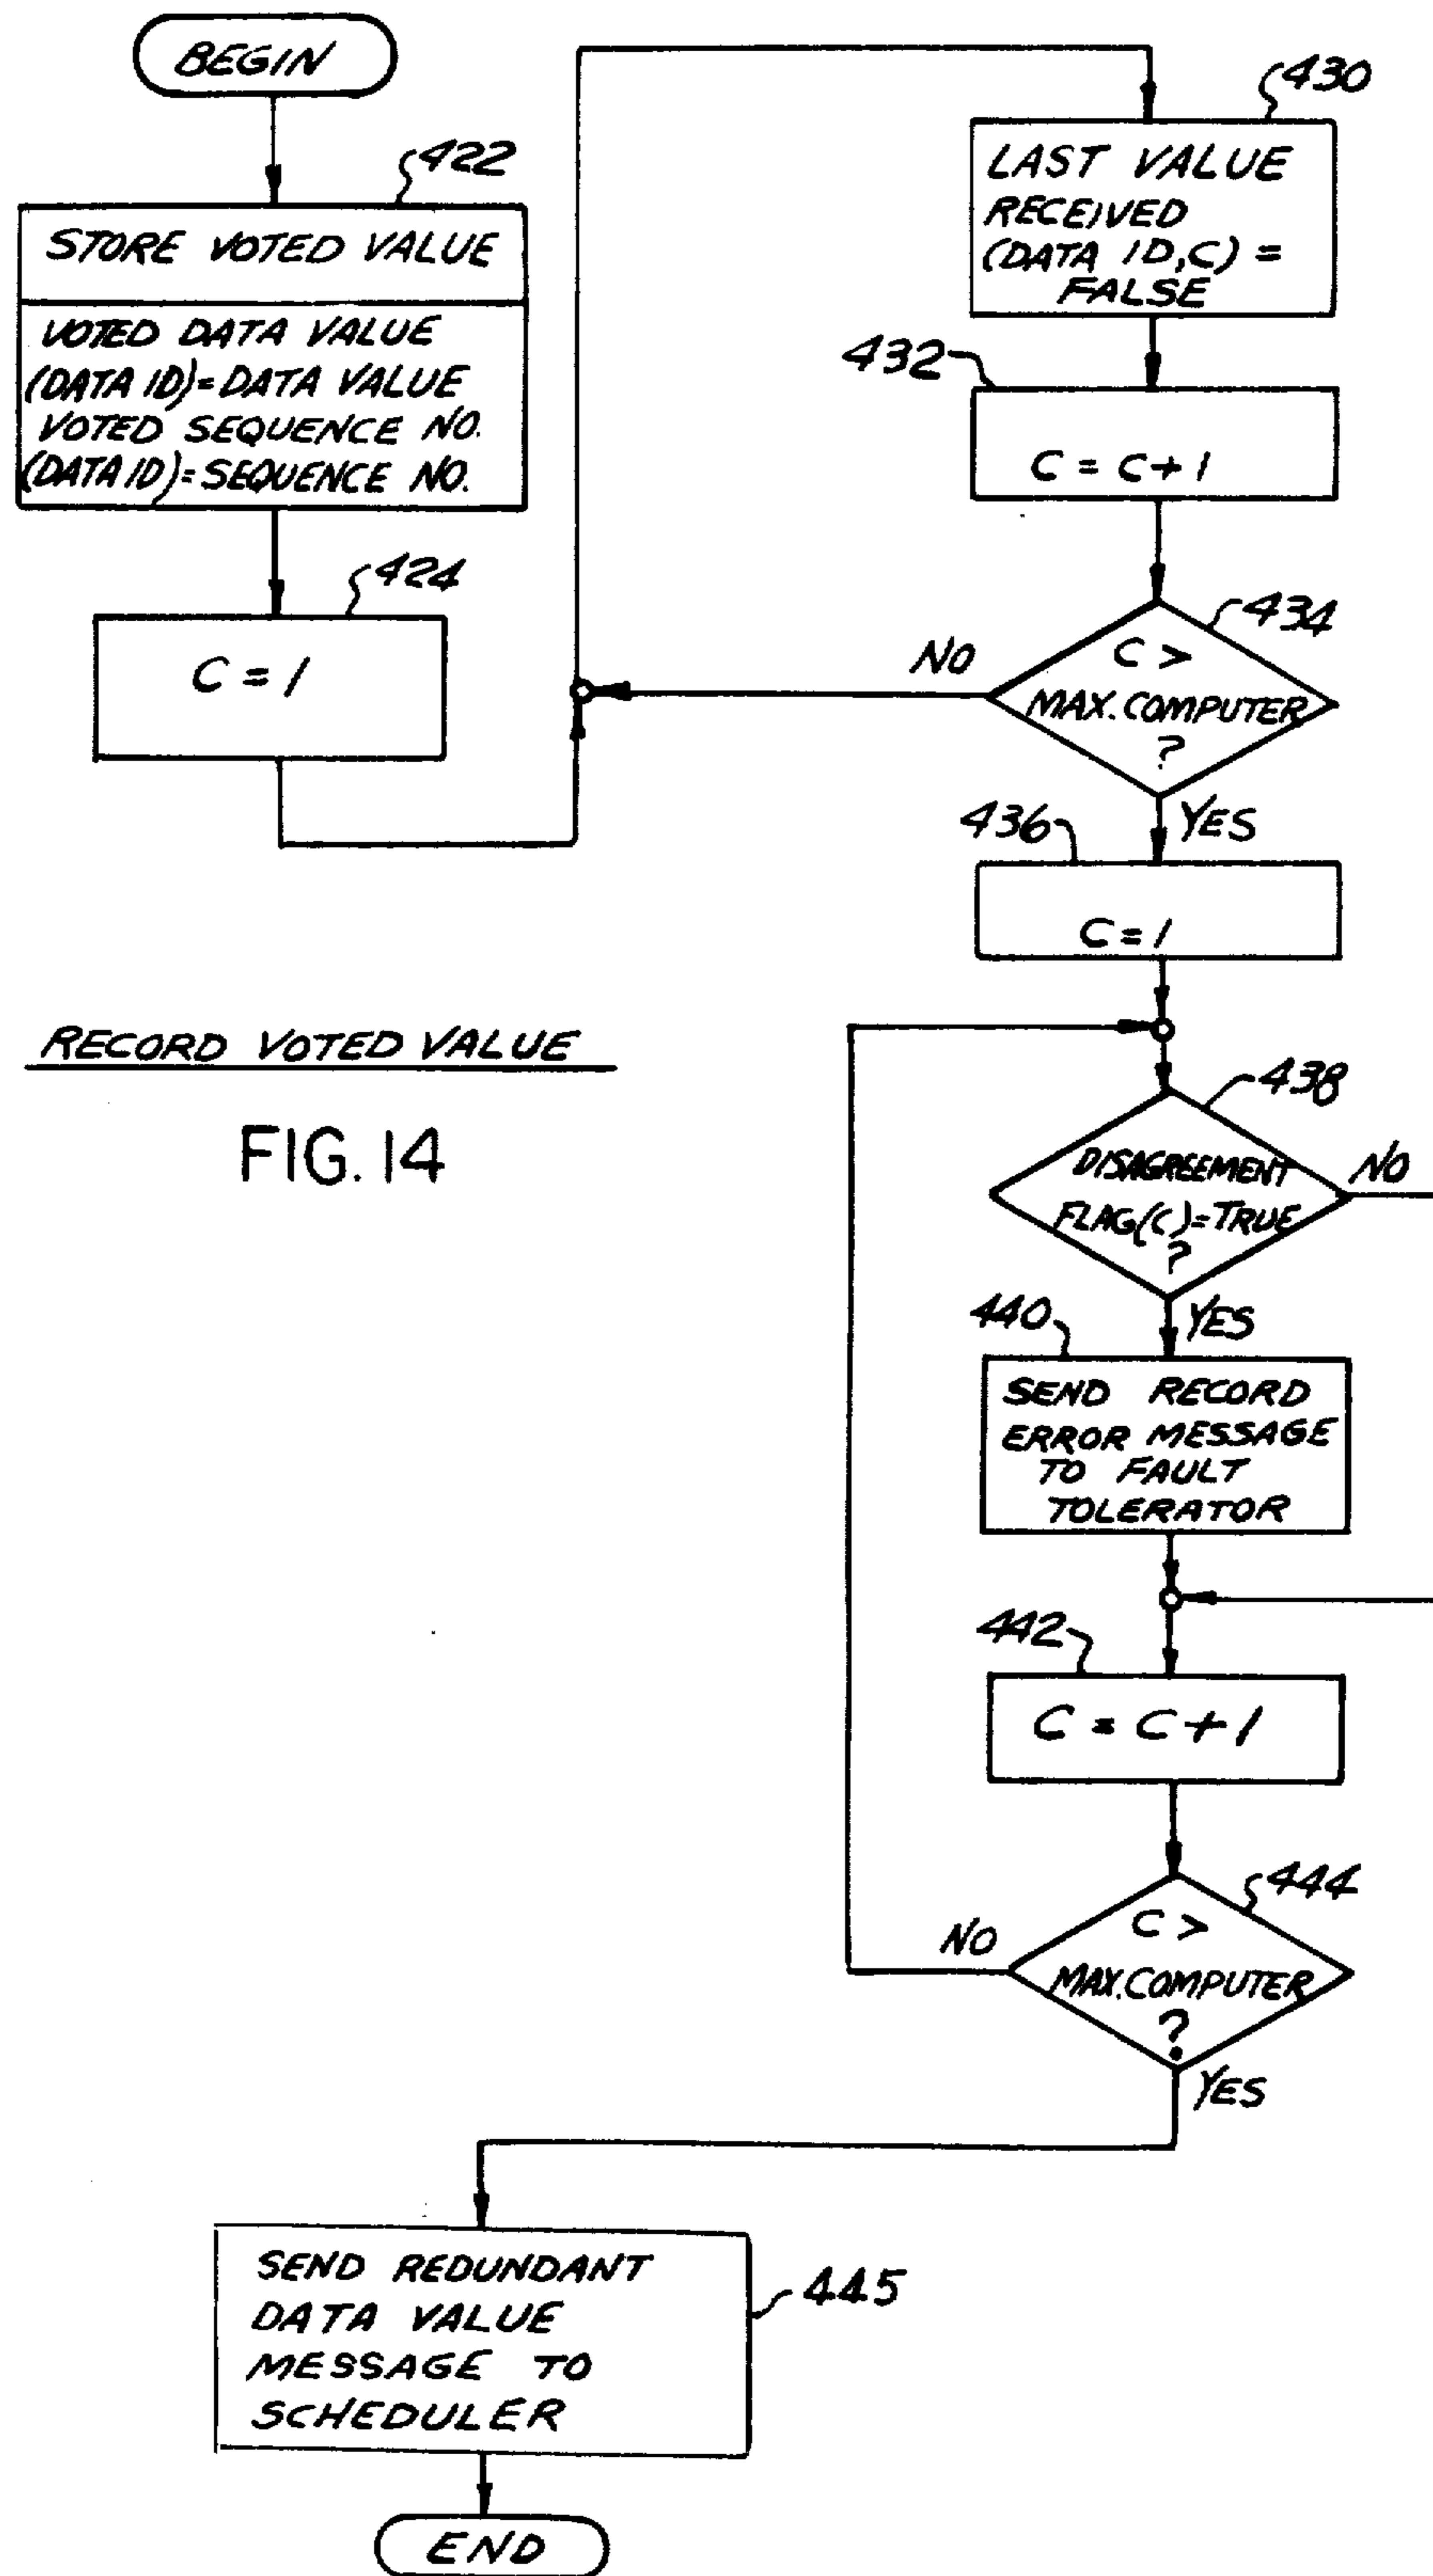 BEGIN
422
STORE VOTED VALUE
VOTED DATA VALUE
(DATA ID)=DATA VALUE
VOTED SEQUENCE NO.
(DATA ID)=SEQUENCE NO.
424
C = 1
430
LAST VALUE
RECEIVED
(DATA ID,C) =
FALSE
432
C = C + 1
434
C >
MAX.COMPUTER
?
NO
YES
436
C = 1
RECORD VOTED VALUE
FIG. 14
438
DISAGREEMENT
FLAG(C)=TRUE
?
NO
YES
440
SEND RECORD
ERROR MESSAGE
TO FAULT
TOLERATOR
442
C = C + 1
444
C >
MAX.COMPUTER
?
NO
YES
445
SEND REDUNDANT
DATA VALUE
MESSAGE TO
SCHEDULER
END